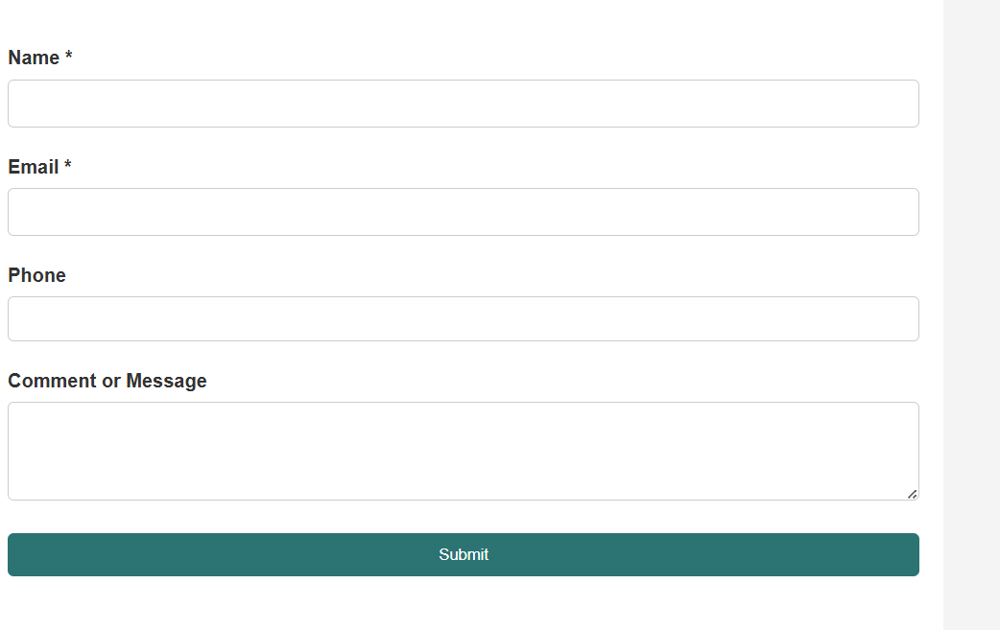 Name *
Email *
Phone
Comment or Message
Submit